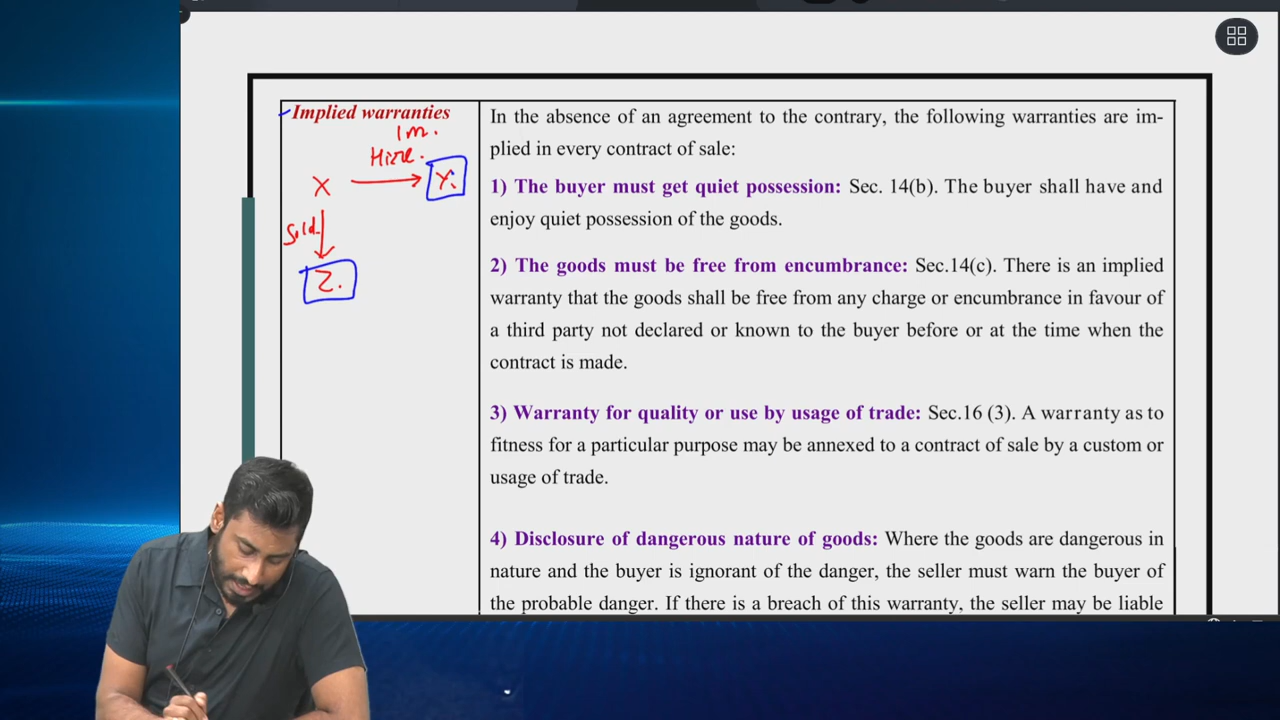 Implied warranties
1m.
Hire.
X
Y.
Sold
Z.
In the absence of an agreement to the contrary, the following warranties are im-
plied in every contract of sale:
1) The buyer must get quiet possession: Sec. 14(b). The buyer shall have and
enjoy quiet possession of the goods.
2) The goods must be free from encumbrance: Sec.14(c). There is an implied
warranty that the goods shall be free from any charge or encumbrance in favour of
a third party not declared or known to the buyer before or at the time when the
contract is made.
3) Warranty for quality or use by usage of trade: Sec.16 (3). A warranty as to
fitness for a particular purpose may be annexed to a contract of sale by a custom or
usage of trade.
4) Disclosure of dangerous nature of goods: Where the goods are dangerous in
nature and the buyer is ignorant of the danger, the seller must warn the buyer of
the probable danger. If there is a breach of this warranty, the seller may be liable